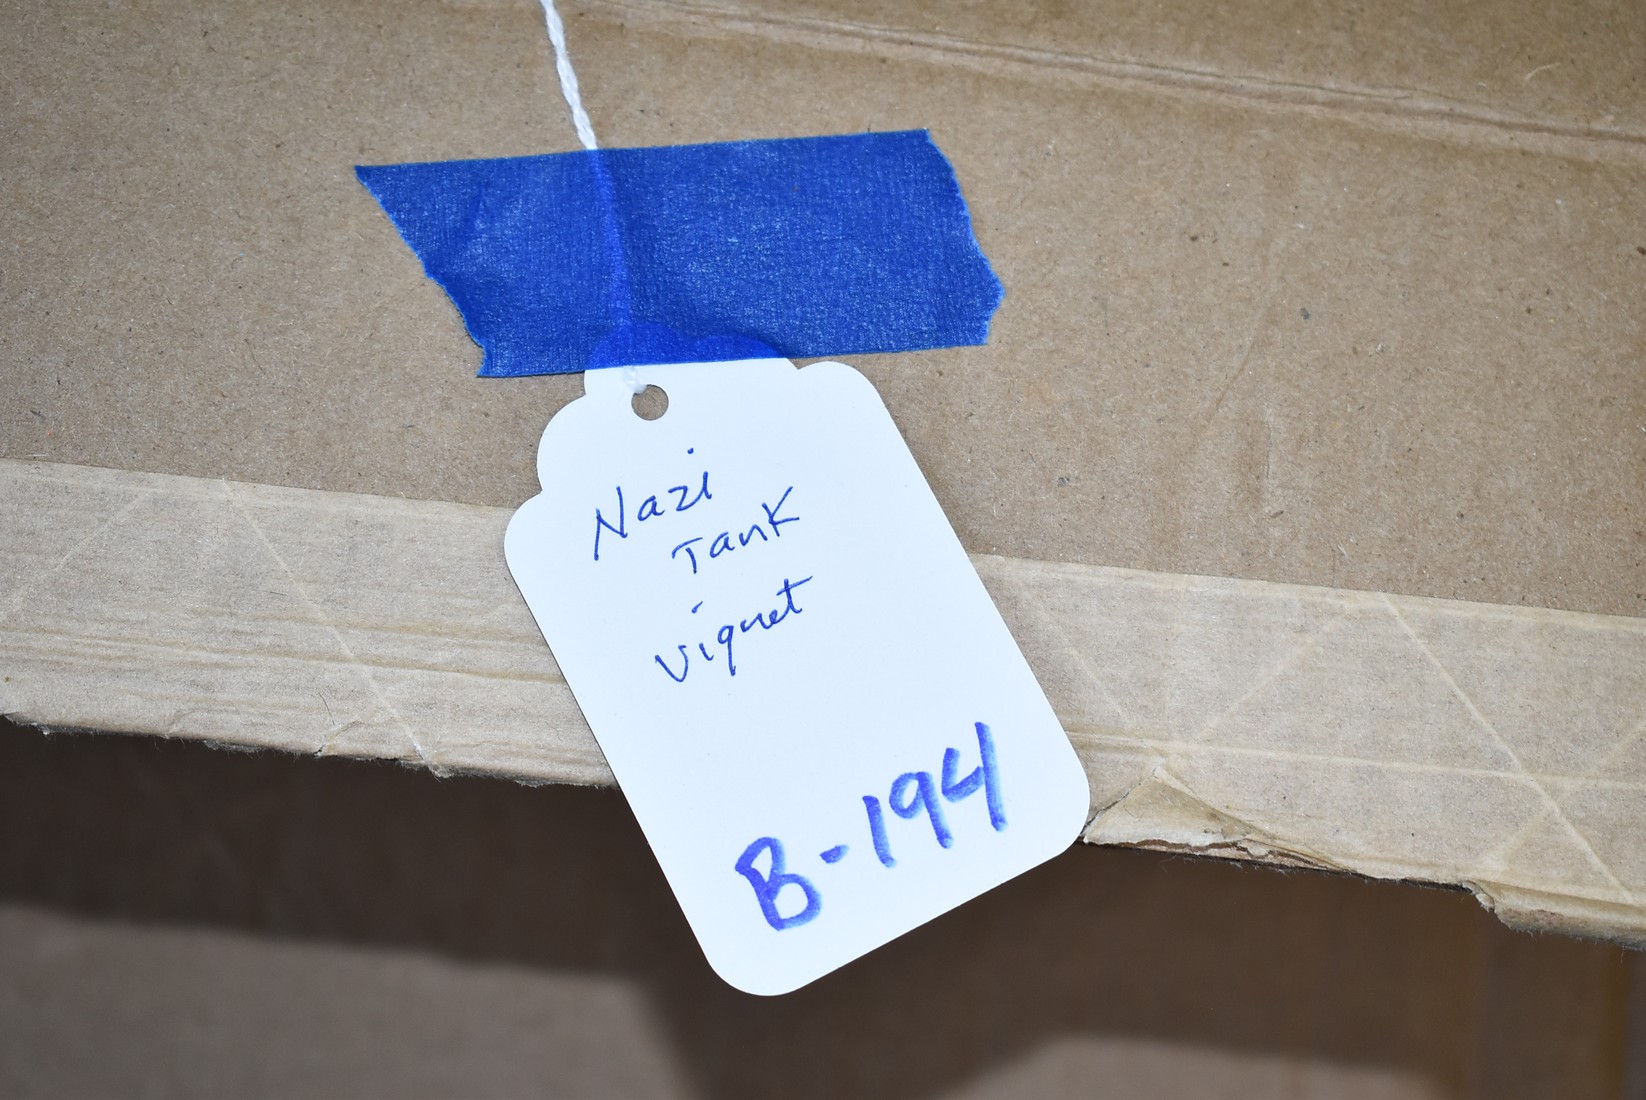 Nazi
Tank
Vignet
B-194